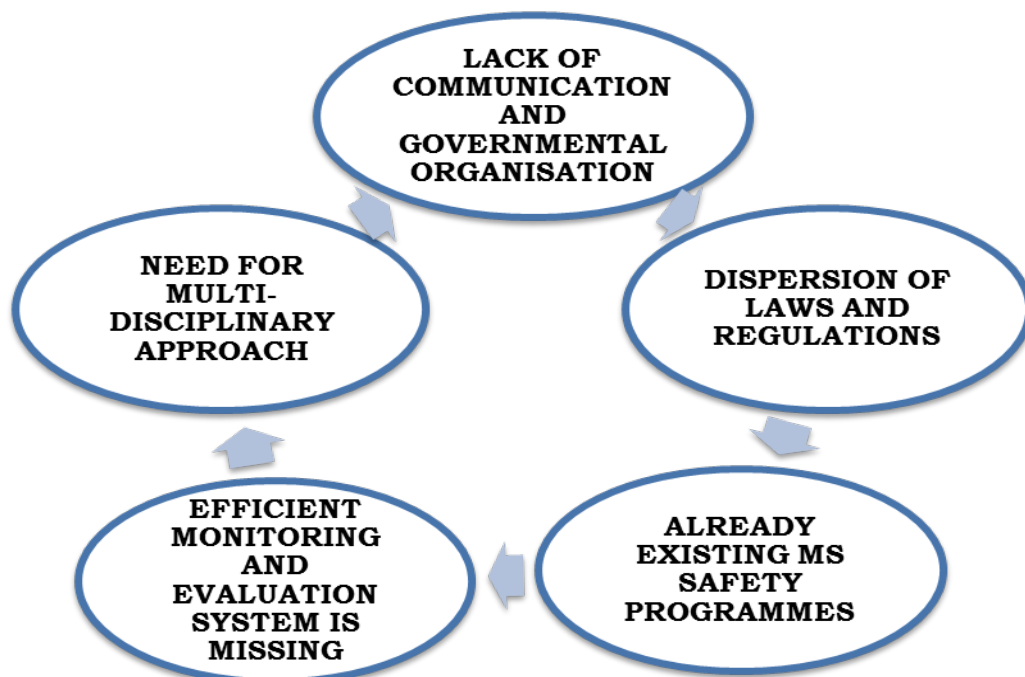 LACK OF
COMMUNICATION
AND
GOVERNMENTAL
ORGANISATION
DISPERSION OF
LAWS AND
REGULATIONS
ALREADY
EXISTING MS
SAFETY
PROGRAMMES
EFFICIENT
MONITORING
AND
EVALUATION
SYSTEM IS
MISSING
NEED FOR
MULTI-
DISCIPLINARY
APPROACH